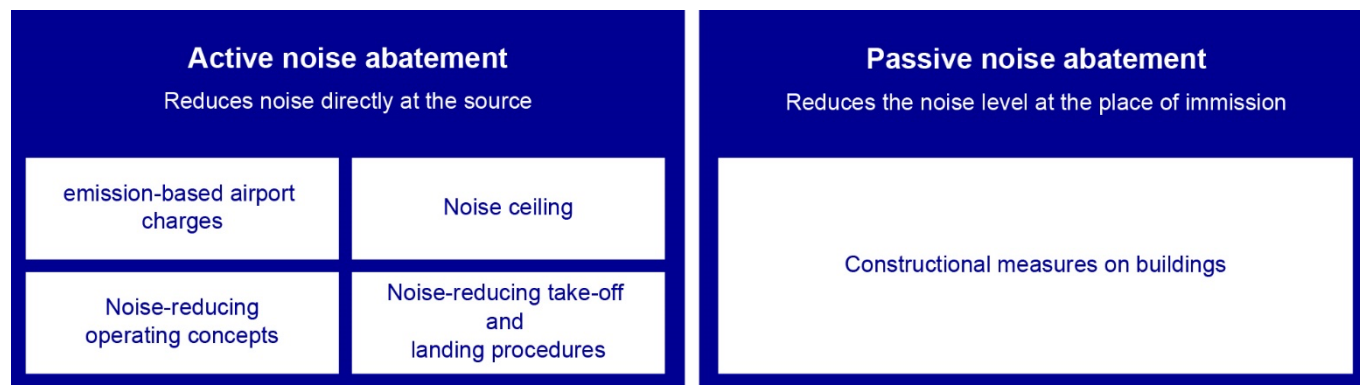 Active noise abatement
Reduces noise directly at the source
emission-based airport
charges
Noise ceiling
Noise-reducing
operating concepts
Noise-reducing take-off
and
landing procedures
Passive noise abatement
Reduces the noise level at the place of immission
Constructional measures on buildings